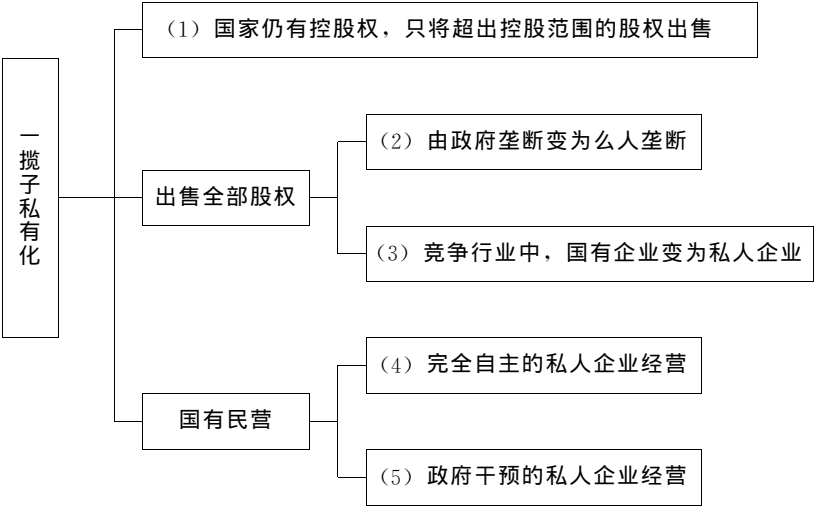 一揽子私有化
（1）国家仍有控股权，只将超出控股范围的股权出售
出售全部股权
（2）由政府垄断变为么人垄断
（3）竞争行业中，国有企业变为私人企业
国有民营
（4）完全自主的私人企业经营
（5）政府干预的私人企业经营